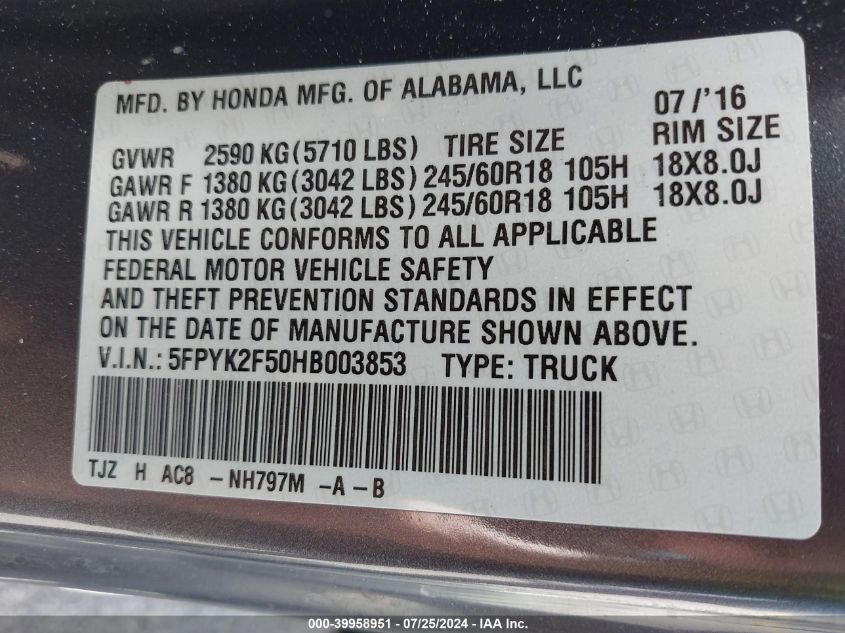 MFD. BY HONDA MFG. OF ALABAMA, LLC 07/'16
GVWR 2590 KG(5710 LBS) TIRE SIZE RIM SIZE
GAWR F 1380 KG(3042 LBS) 245/60R18 105H 18X8.0J
GAWR R 1380 KG(3042 LBS) 245/60R18 105H 18X8.0J
THIS VEHICLE CONFORMS TO ALL APPLICABLE
FEDERAL MOTOR VEHICLE SAFETY
AND THEFT PREVENTION STANDARDS IN EFFECT
ON THE DATE OF MANUFACTURE SHOWN ABOVE.
V.I.N.: 5FPYK2F50HB003853 TYPE: TRUCK
TJZ H AC8 -NH797M -A -B
000-39958951 / 07/25/2024 - IAA Inc.